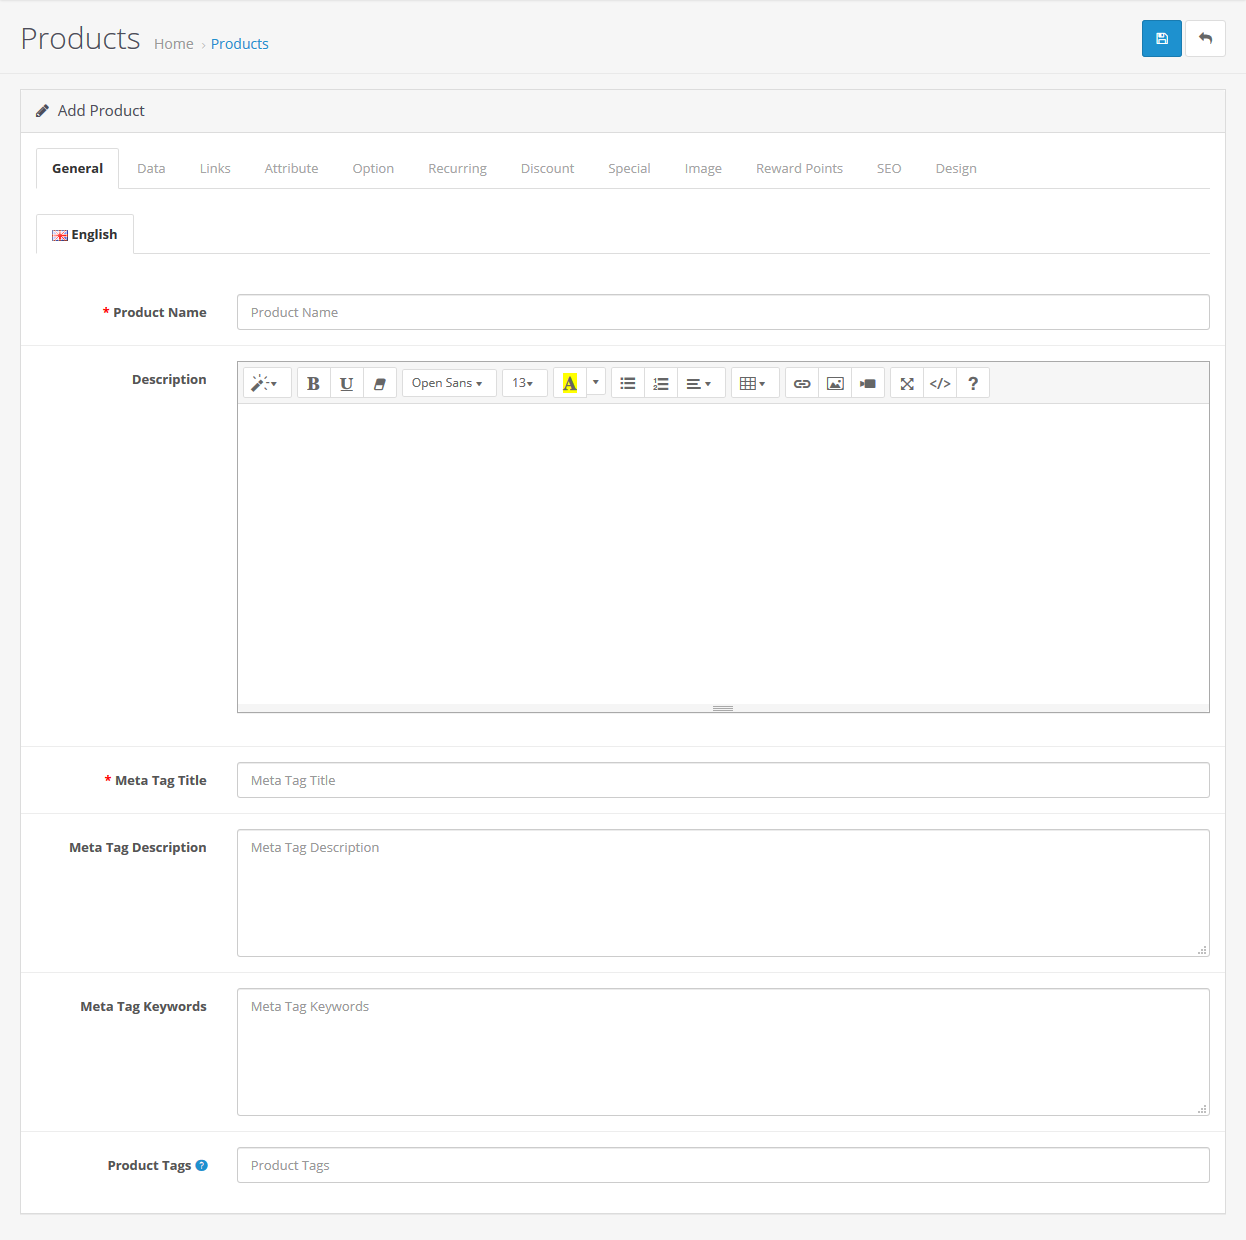 Products Home › Products
Add Product
General Data Links Attribute Option Recurring Discount Special Image Reward Points SEO Design
English
* Product Name Product Name
Description B U Open Sans 13 A </> ?
* Meta Tag Title Meta Tag Title
Meta Tag Description Meta Tag Description
Meta Tag Keywords Meta Tag Keywords
Product Tags ? Product Tags